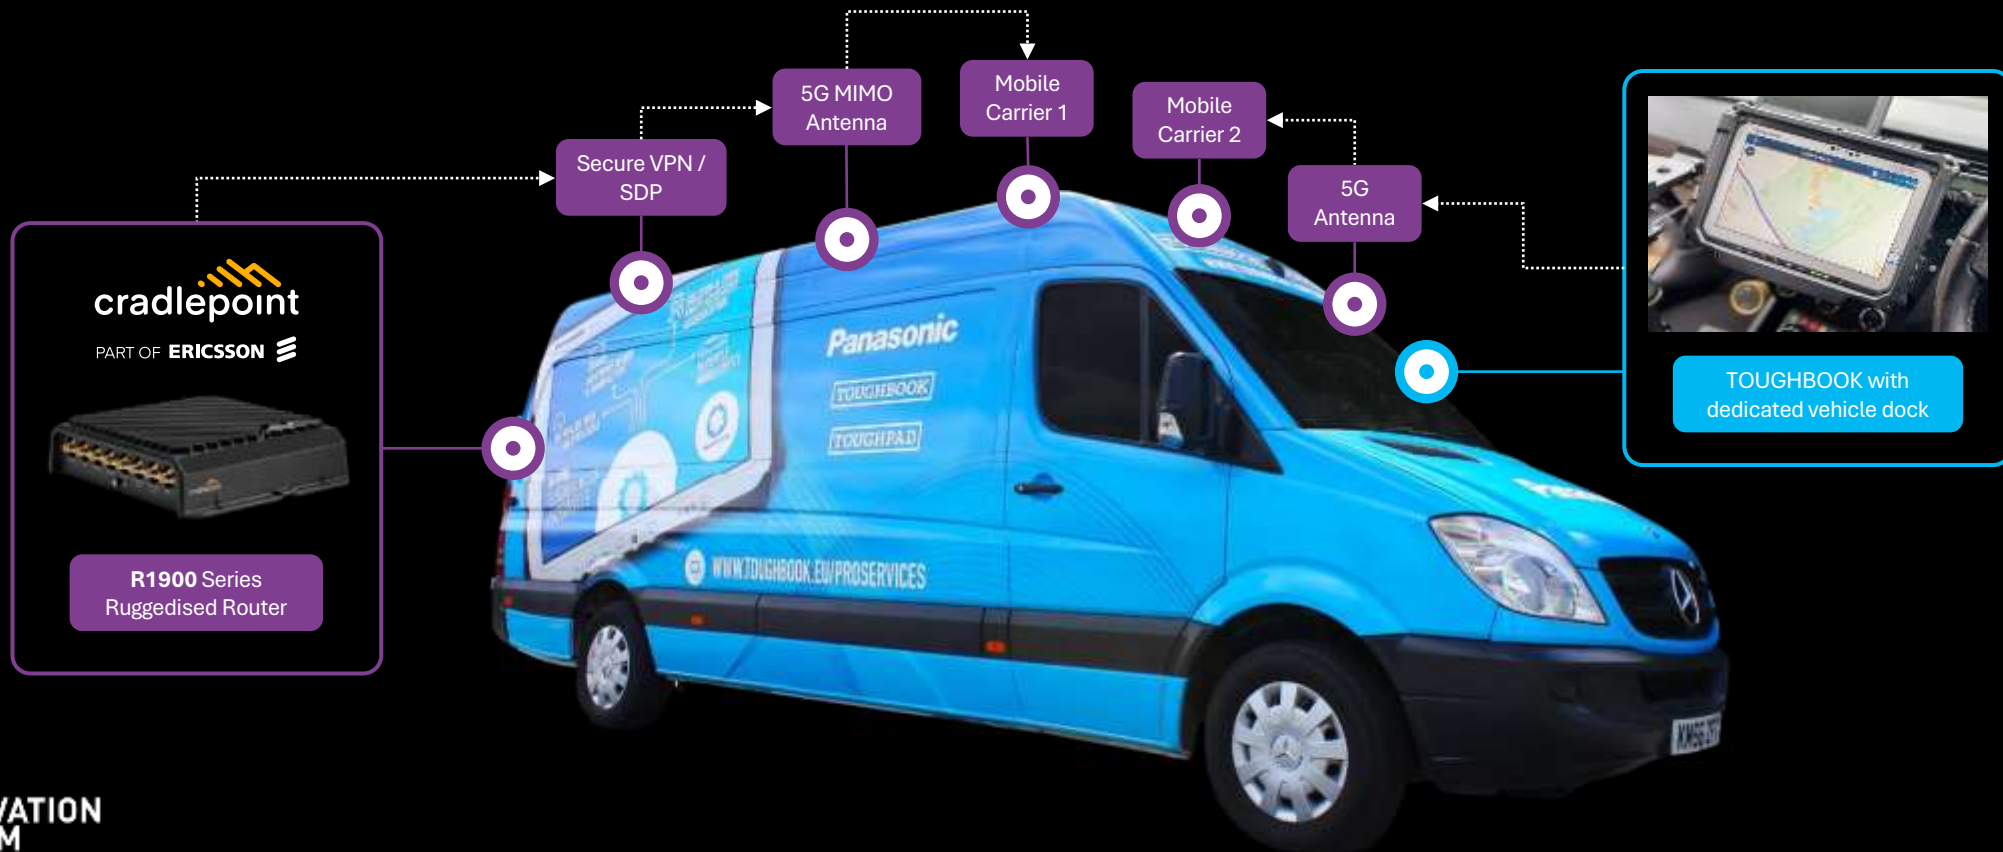 5G MIMO
Antenna
Mobile
Carrier 1
Mobile
Carrier 2
Secure VPN /
SDP
5G
Antenna
cradlepoint
PART OF ERICSSON
R1900 Series
Ruggedised Router
Panasonic
TOUGHBOOK
TOUGHPAD
WWW.TOUGHBOOK.EU/PROSERVICES
TOUGHBOOK with
dedicated vehicle dock